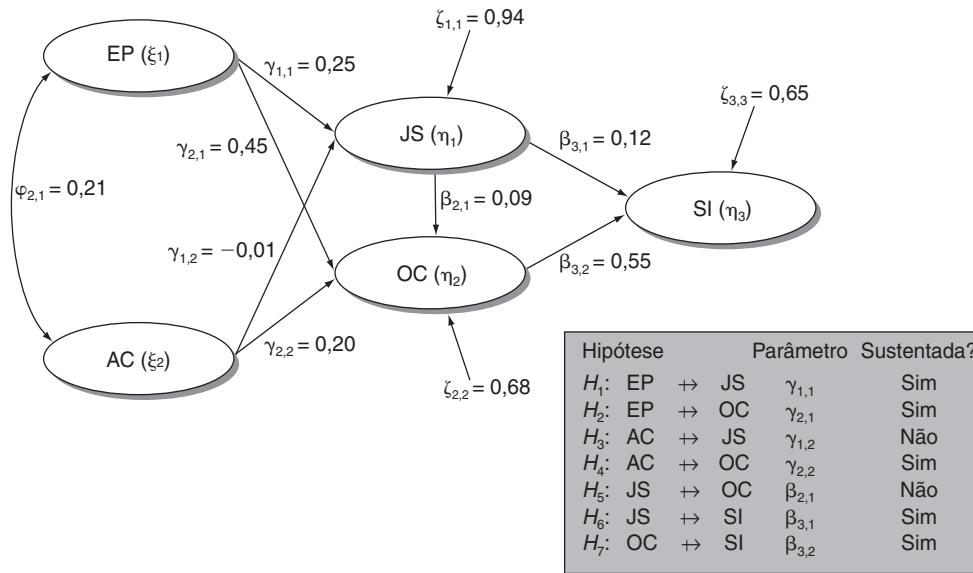 ζ1,1 = 0,94
EP (ξ1)
γ1,1 = 0,25
ζ3,3 = 0,65
JS (η1)
β3,1 = 0,12
γ2,1 = 0,45
φ2,1 = 0,21
β2,1 = 0,09
SI (η3)
γ1,2 = −0,01
OC (η2)
β3,2 = 0,55
AC (ξ2)
γ2,2 = 0,20
ζ2,2 = 0,68
Hipótese Parâmetro Sustentada?
H1: EP ↦ JS γ1,1 Sim
H2: EP ↦ OC γ2,1 Sim
H3: AC ↦ JS γ1,2 Não
H4: AC ↦ OC γ2,2 Sim
H5: JS ↦ OC β2,1 Não
H6: JS ↦ SI β3,1 Sim
H7: OC ↦ SI β3,2 Sim